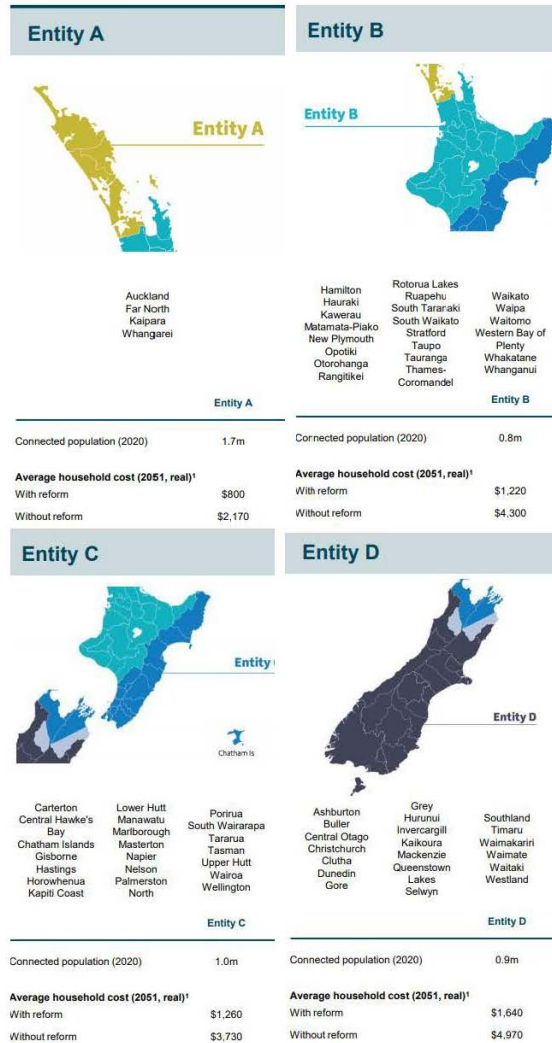 Entity A
Entity A
Auckland
Far North
Kaipara
Whangarei
Entity A
Connected population (2020) 1.7m
Average household cost (2051, real)¹
With reform $800
Without reform $2,170
Entity B
Entity B
Hamilton
Hauraki
Kawerau
Matamata-Piako
New Plymouth
Opotiki
Otorohanga
Rangitikei
Rotorua Lakes
Ruapehu
South Taranaki
South Waikato
Stratford
Taupo
Tauranga
Thames-
Coromandel
Waikato
Waipa
Waitomo
Western Bay of
Plenty
Whakatane
Whanganui
Entity B
Connected population (2020) 0.8m
Average household cost (2051, real)¹
With reform $1,220
Without reform $4,300
Entity C
Entity
Chatham Is
Carterton
Central Hawke's
Bay
Chatham Islands
Gisborne
Hastings
Horowhenua
Kapiti Coast
Lower Hutt
Manawatu
Marlborough
Masterton
Napier
Nelson
Palmerston
North
Porirua
South Wairarapa
Tararua
Tasman
Upper Hutt
Wairoa
Wellington
Entity C
Connected population (2020) 1.0m
Average household cost (2051, real)¹
With reform $1,260
Without reform $3,730
Entity D
Entity D
Ashburton
Buller
Central Otago
Christchurch
Clutha
Dunedin
Gore
Grey
Hurunui
Invercargill
Kaikoura
Mackenzie
Queenstown
Lakes
Selwyn
Southland
Timaru
Waimakariri
Waimate
Waitaki
Westland
Entity D
Connected population (2020) 0.9m
Average household cost (2051, real)¹
With reform $1,640
Without reform $4,970